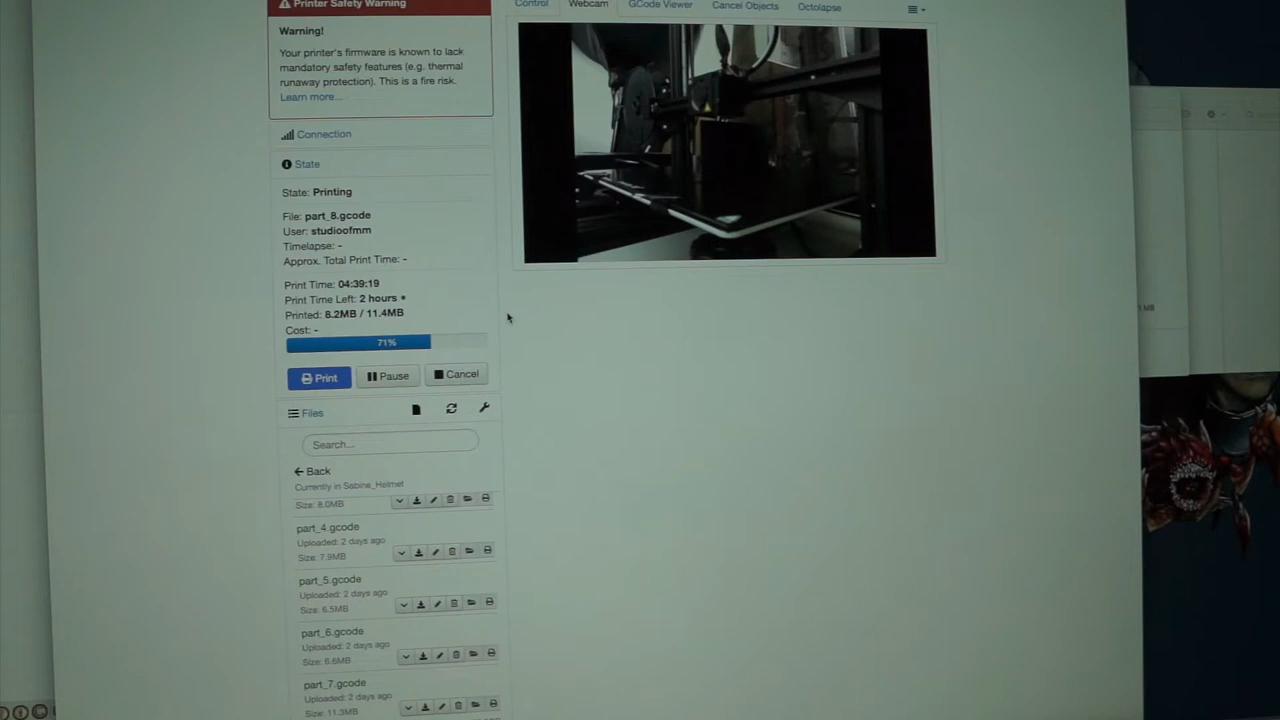 Printer Safety Warning
Control Webcam GCode Viewer Cancel Objects Octolapse
Warning!
Your printer's firmware is known to lack
mandatory safety features (e.g. thermal
runaway protection). This is a fire risk.
Learn more...
Connection
State
State: Printing
File: part_8.gcode
User: studioofmm
Timelapse: -
Approx. Total Print Time: -
Print Time: 04:39:19
Print Time Left: 2 hours
Printed: 8.2MB / 11.4MB
Cost: -
71%
Print Pause Cancel
Files
Search...
Back
Currently in Sabine_Helmet
Size: 8.0MB
part_4.gcode
Uploaded: 2 days ago
Size: 7.9MB
part_5.gcode
Uploaded: 2 days ago
Size: 6.5MB
part_6.gcode
Uploaded: 2 days ago
Size: 6.6MB
part_7.gcode
Uploaded: 2 days ago
Size: 11.3MB
MB